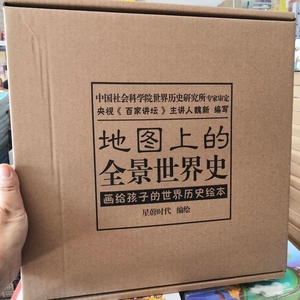 中国社会科学院世界历史研究所专家审定
央视《百家讲坛》主讲人魏新 编写
地图上的
全景世界史
画给孩子的世界历史绘本
星蔚时代 编绘